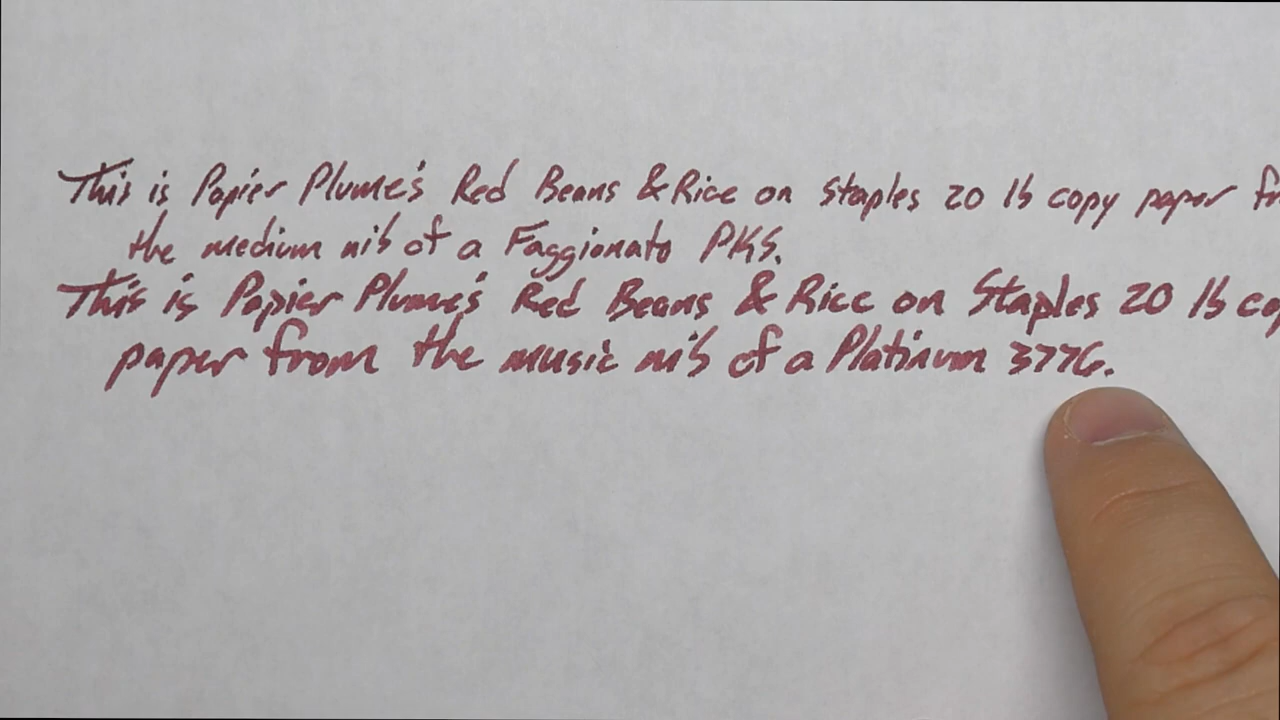 This is Papier Plume's Red Beans & Rice on Staples 20 lb copy paper fr
the medium nib of a Faggionato PKS.
This is Papier Plume's Red Beans & Rice on Staples 20 lb cop
paper from the music nib of a Platinum 3776.